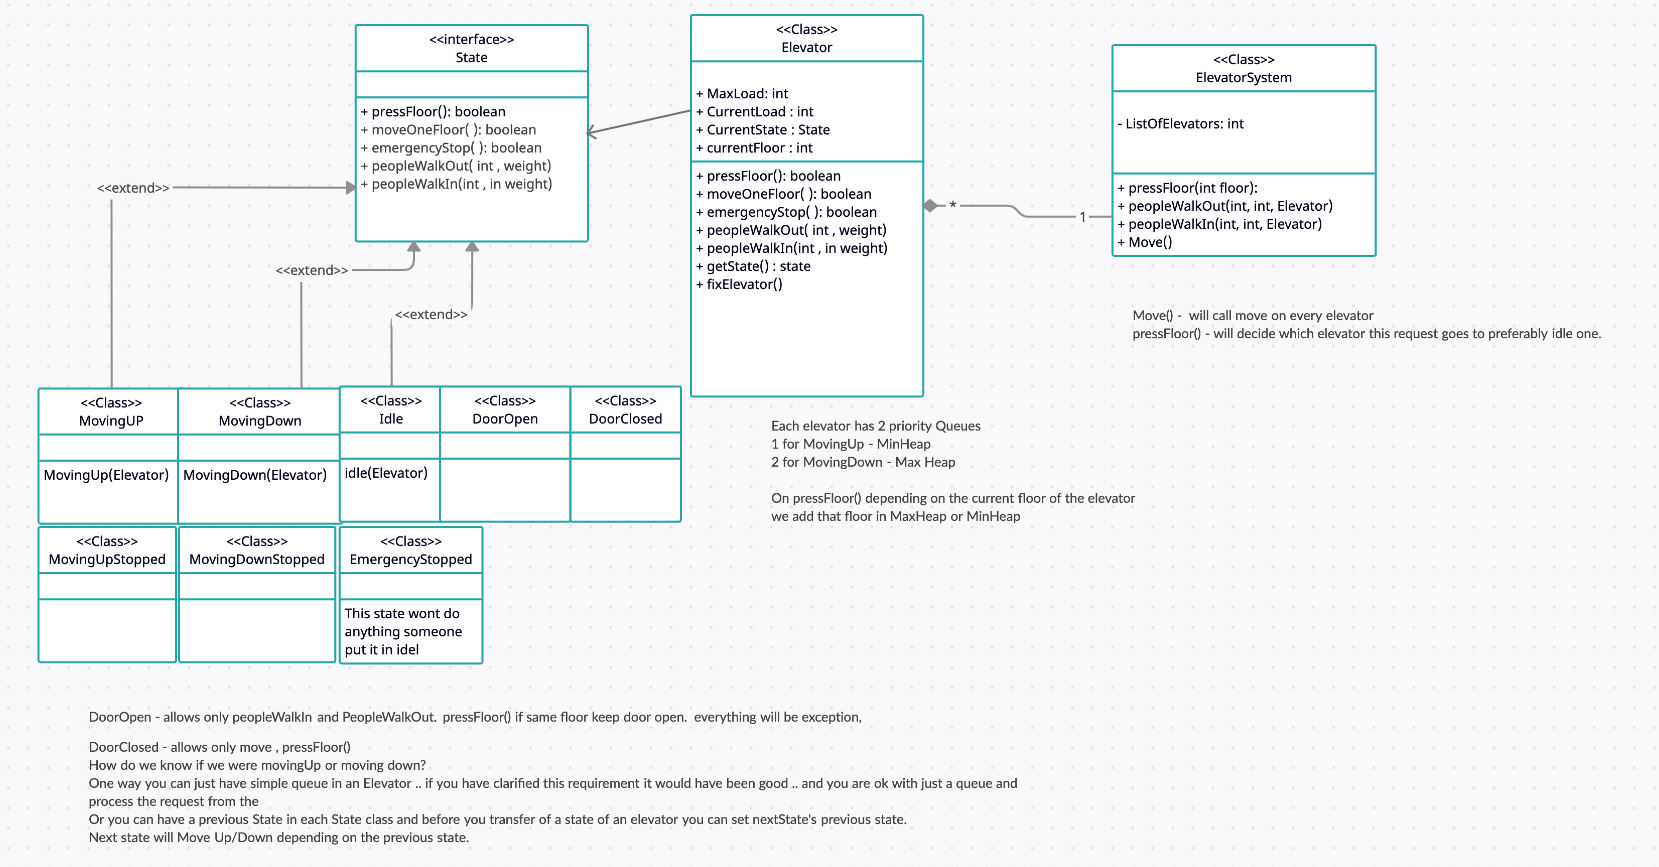 <<interface>>
State
+ pressFloor(): boolean
+ moveOneFloor( ): boolean
+ emergencyStop( ): boolean
+ peopleWalkOut( int , weight)
+ peopleWalkIn(int , in weight)
<<Class>>
Elevator
+ MaxLoad: int
+ CurrentLoad : int
+ CurrentState : State
+ currentFloor : int
+ pressFloor(): boolean
+ moveOneFloor( ): boolean
+ emergencyStop( ): boolean
+ peopleWalkOut( int , weight)
+ peopleWalkIn(int , in weight)
+ getState() : state
+ fixElevator()
*
1
<<Class>>
ElevatorSystem
- ListOfElevators: int
+ pressFloor(int floor):
+ peopleWalkOut(int, int, Elevator)
+ peopleWalkIn(int, int, Elevator)
+ Move()
Move() - will call move on every elevator
pressFloor() - will decide which elevator this request goes to preferably idle one.
<<extend>>
<<extend>>
<<extend>>
<<Class>>
MovingUP
MovingUp(Elevator)
<<Class>>
MovingDown
MovingDown(Elevator)
<<Class>>
Idle
idle(Elevator)
<<Class>>
DoorOpen
<<Class>>
DoorClosed
Each elevator has 2 priority Queues
1 for MovingUp - MinHeap
2 for MovingDown - Max Heap
On pressFloor() depending on the current floor of the elevator
we add that floor in MaxHeap or MinHeap
<<Class>>
MovingUpStopped
<<Class>>
MovingDownStopped
<<Class>>
EmergencyStopped
This state wont do
anything someone
put it in idel
DoorOpen - allows only peopleWalkIn and PeopleWalkOut. pressFloor() if same floor keep door open. everything will be exception,
DoorClosed - allows only move , pressFloor()
How do we know if we were movingUp or moving down?
One way you can just have simple queue in an Elevator .. if you have clarified this requirement it would have been good .. and you are ok with just a queue and
process the request from the
Or you can have a previous State in each State class and before you transfer of a state of an elevator you can set nextState's previous state.
Next state will Move Up/Down depending on the previous state.